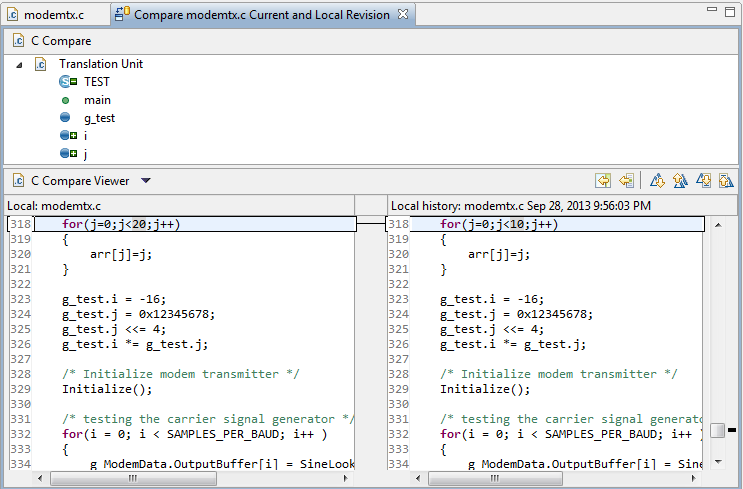 modemtx.c Compare modemtx.c Current and Local Revision
C Compare
Translation Unit
TEST
main
g_test
i
j
C Compare Viewer
Local: modemtx.c
318 for(j=0;j<20;j++)
319 {
320 arr[j]=j;
321 }
322
323 g_test.i = -16;
324 g_test.j = 0x12345678;
325 g_test.j <<= 4;
326 g_test.i *= g_test.j;
327
328 /* Initialize modem transmitter */
329 Initialize();
330
331 /* testing the carrier signal generator */
332 for(i = 0; i < SAMPLES_PER_BAUD; i++ )
333 {
334 g_ModemData.OutputBuffer[i] = SineLook
Local history: modemtx.c Sep 28, 2013 9:56:03 PM
318 for(j=0;j<10;j++)
319 {
320 arr[j]=j;
321 }
322
323 g_test.i = -16;
324 g_test.j = 0x12345678;
325 g_test.j <<= 4;
326 g_test.i *= g_test.j;
327
328 /* Initialize modem transmitter */
329 Initialize();
330
331 /* testing the carrier signal generato
332 for(i = 0; i < SAMPLES_PER_BAUD; i++ )
333 {
334 g_ModemData.OutputBuffer[i] = Sine